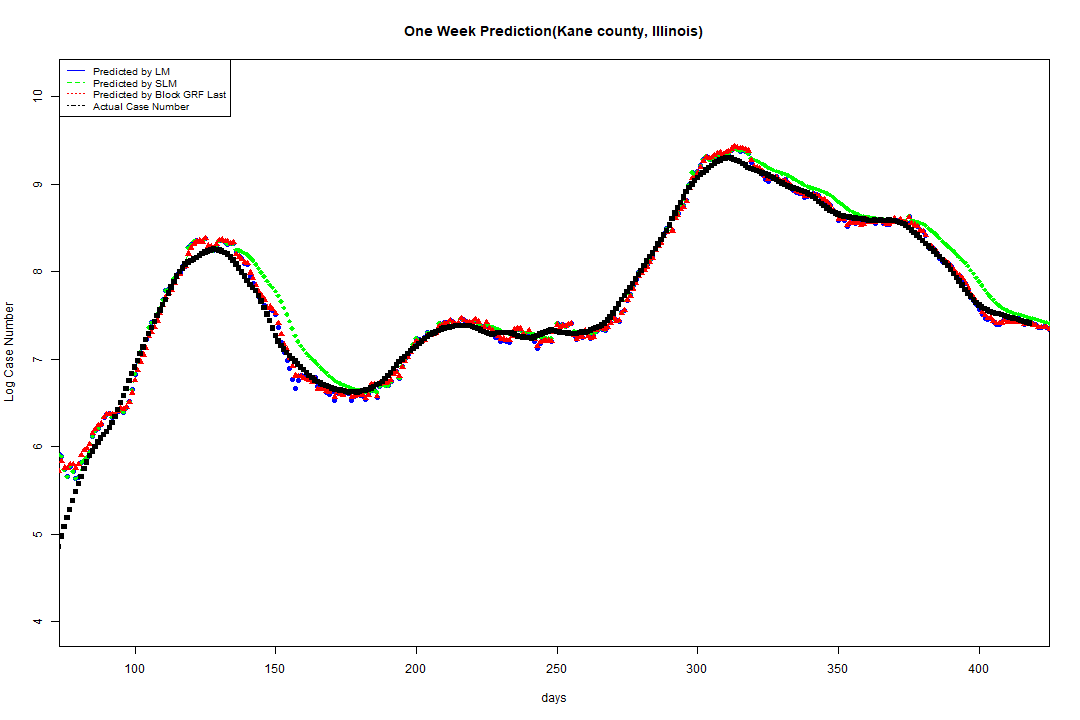 One Week Prediction(Kane county, Illinois)
Predicted by LM
Predicted by SLM
Predicted by Block GRF Last
Actual Case Number
10
9
8
7
6
5
4
Log Case Number
100 150 200 250 300 350 400
days